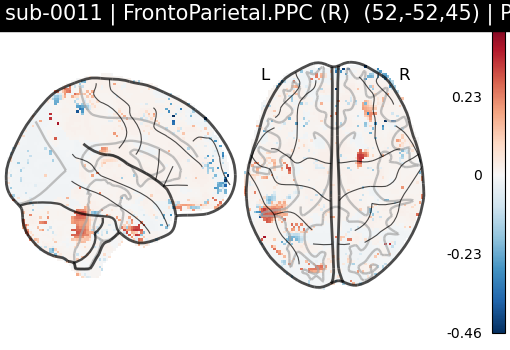 sub-0011 | FrontoParietal.PPC (R)  (52,-52,45) | P
L
R
0.23
0
-0.23
-0.46